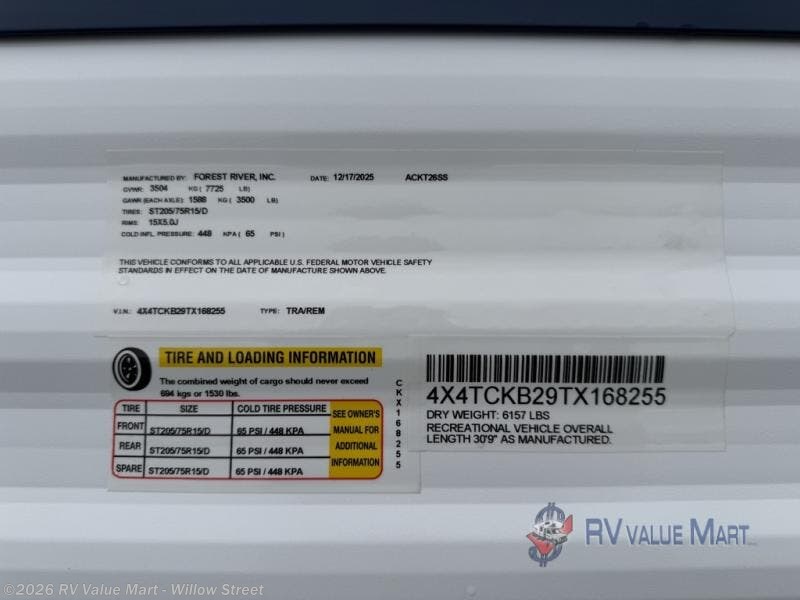 MANUFACTURED BY: FOREST RIVER, INC. DATE: 12/17/2025 ACKT26SS
GVWR: 3504 KG ( 7725 LB)
GAWR (EACH AXLE): 1588 KG ( 3500 LB)
TIRES: ST205/75R15/D
RIMS: 15X5.0J
COLD INFL. PRESSURE: 448 KPA ( 65 PSI )
THIS VEHICLE CONFORMS TO ALL APPLICABLE U.S. FEDERAL MOTOR VEHICLE SAFETY
STANDARDS IN EFFECT ON THE DATE OF MANUFACTURE SHOWN ABOVE.
V.I.N.: 4X4TCKB29TX168255 TYPE: TRA/REM
TIRE AND LOADING INFORMATION
The combined weight of cargo should never exceed
694 kgs or 1530 lbs.
TIRE SIZE COLD TIRE PRESSURE
FRONT ST205/75R15/D 65 PSI / 448 KPA
REAR ST205/75R15/D 65 PSI / 448 KPA
SPARE ST205/75R15/D 65 PSI / 448 KPA
SEE OWNER'S
MANUAL FOR
ADDITIONAL
INFORMATION
CKX168255
4X4TCKB29TX168255
DRY WEIGHT: 6157 LBS
RECREATIONAL VEHICLE OVERALL
LENGTH 30'9" AS MANUFACTURED.
RV VALUE MART
©2026 RV Value Mart - Willow Street